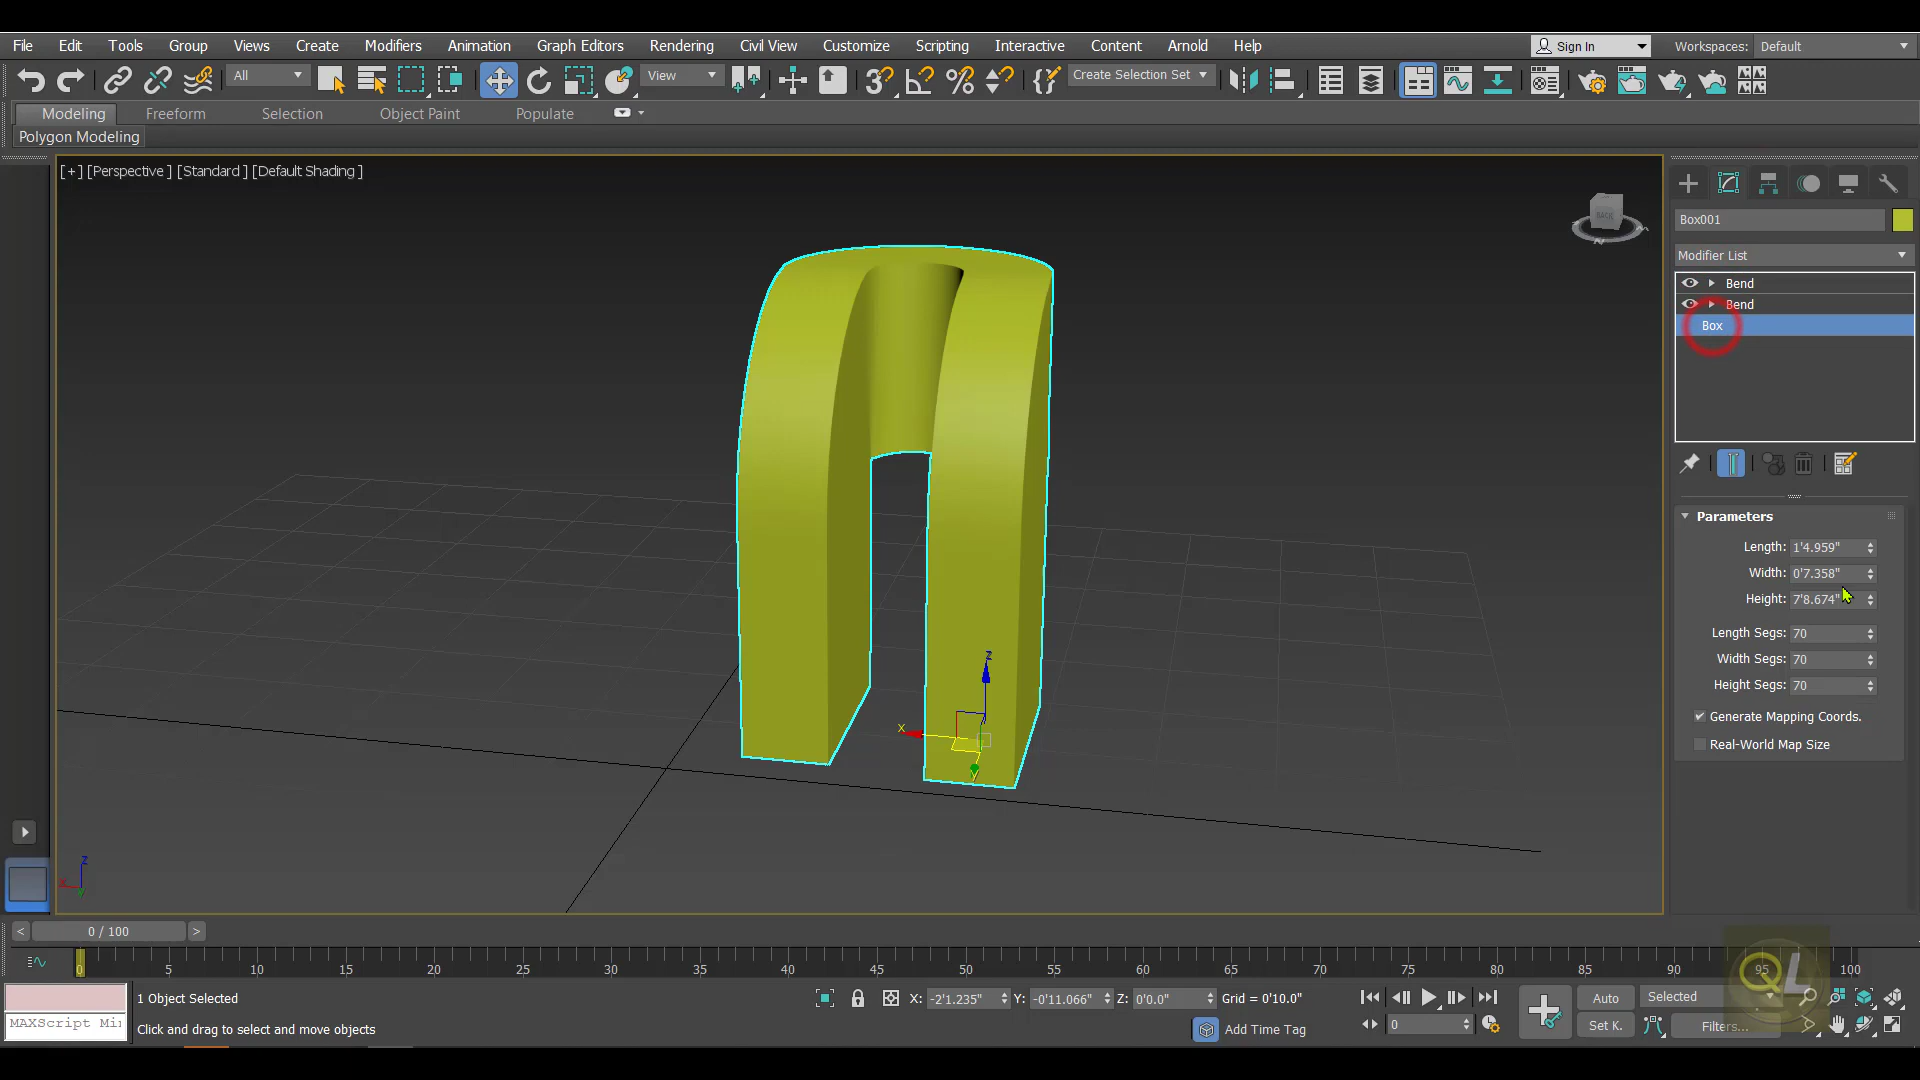 File Edit Tools Group Views Create Modifiers Animation Graph Editors Rendering Civil View Customize Scripting Interactive Content Arnold Help Sign In Workspaces: Default
All View Create Selection Set
Modeling Freeform Selection Object Paint Populate
Polygon Modeling
[+] [Perspective ] [Standard ] [Default Shading ]
BACK
Box001
Modifier List
Bend
Bend
Box
Parameters
Length: 1'4.959"
Width: 0'7.358"
Height: 7'8.674"
Length Segs: 70
Width Segs: 70
Height Segs: 70
Generate Mapping Coords.
Real-World Map Size
z
x
y
z
x
< 0 / 100 >
0 5 10 15 20 25 30 35 40 45 50 55 60 65 70 75 80 85 90 95 100
QL
1 Object Selected X: -2'1.235" Y: -0'11.066" Z: 0'0.0" Grid = 0'10.0" Auto Selected
MAXScript Mi Click and drag to select and move objects Add Time Tag 0 Set K. Filters...